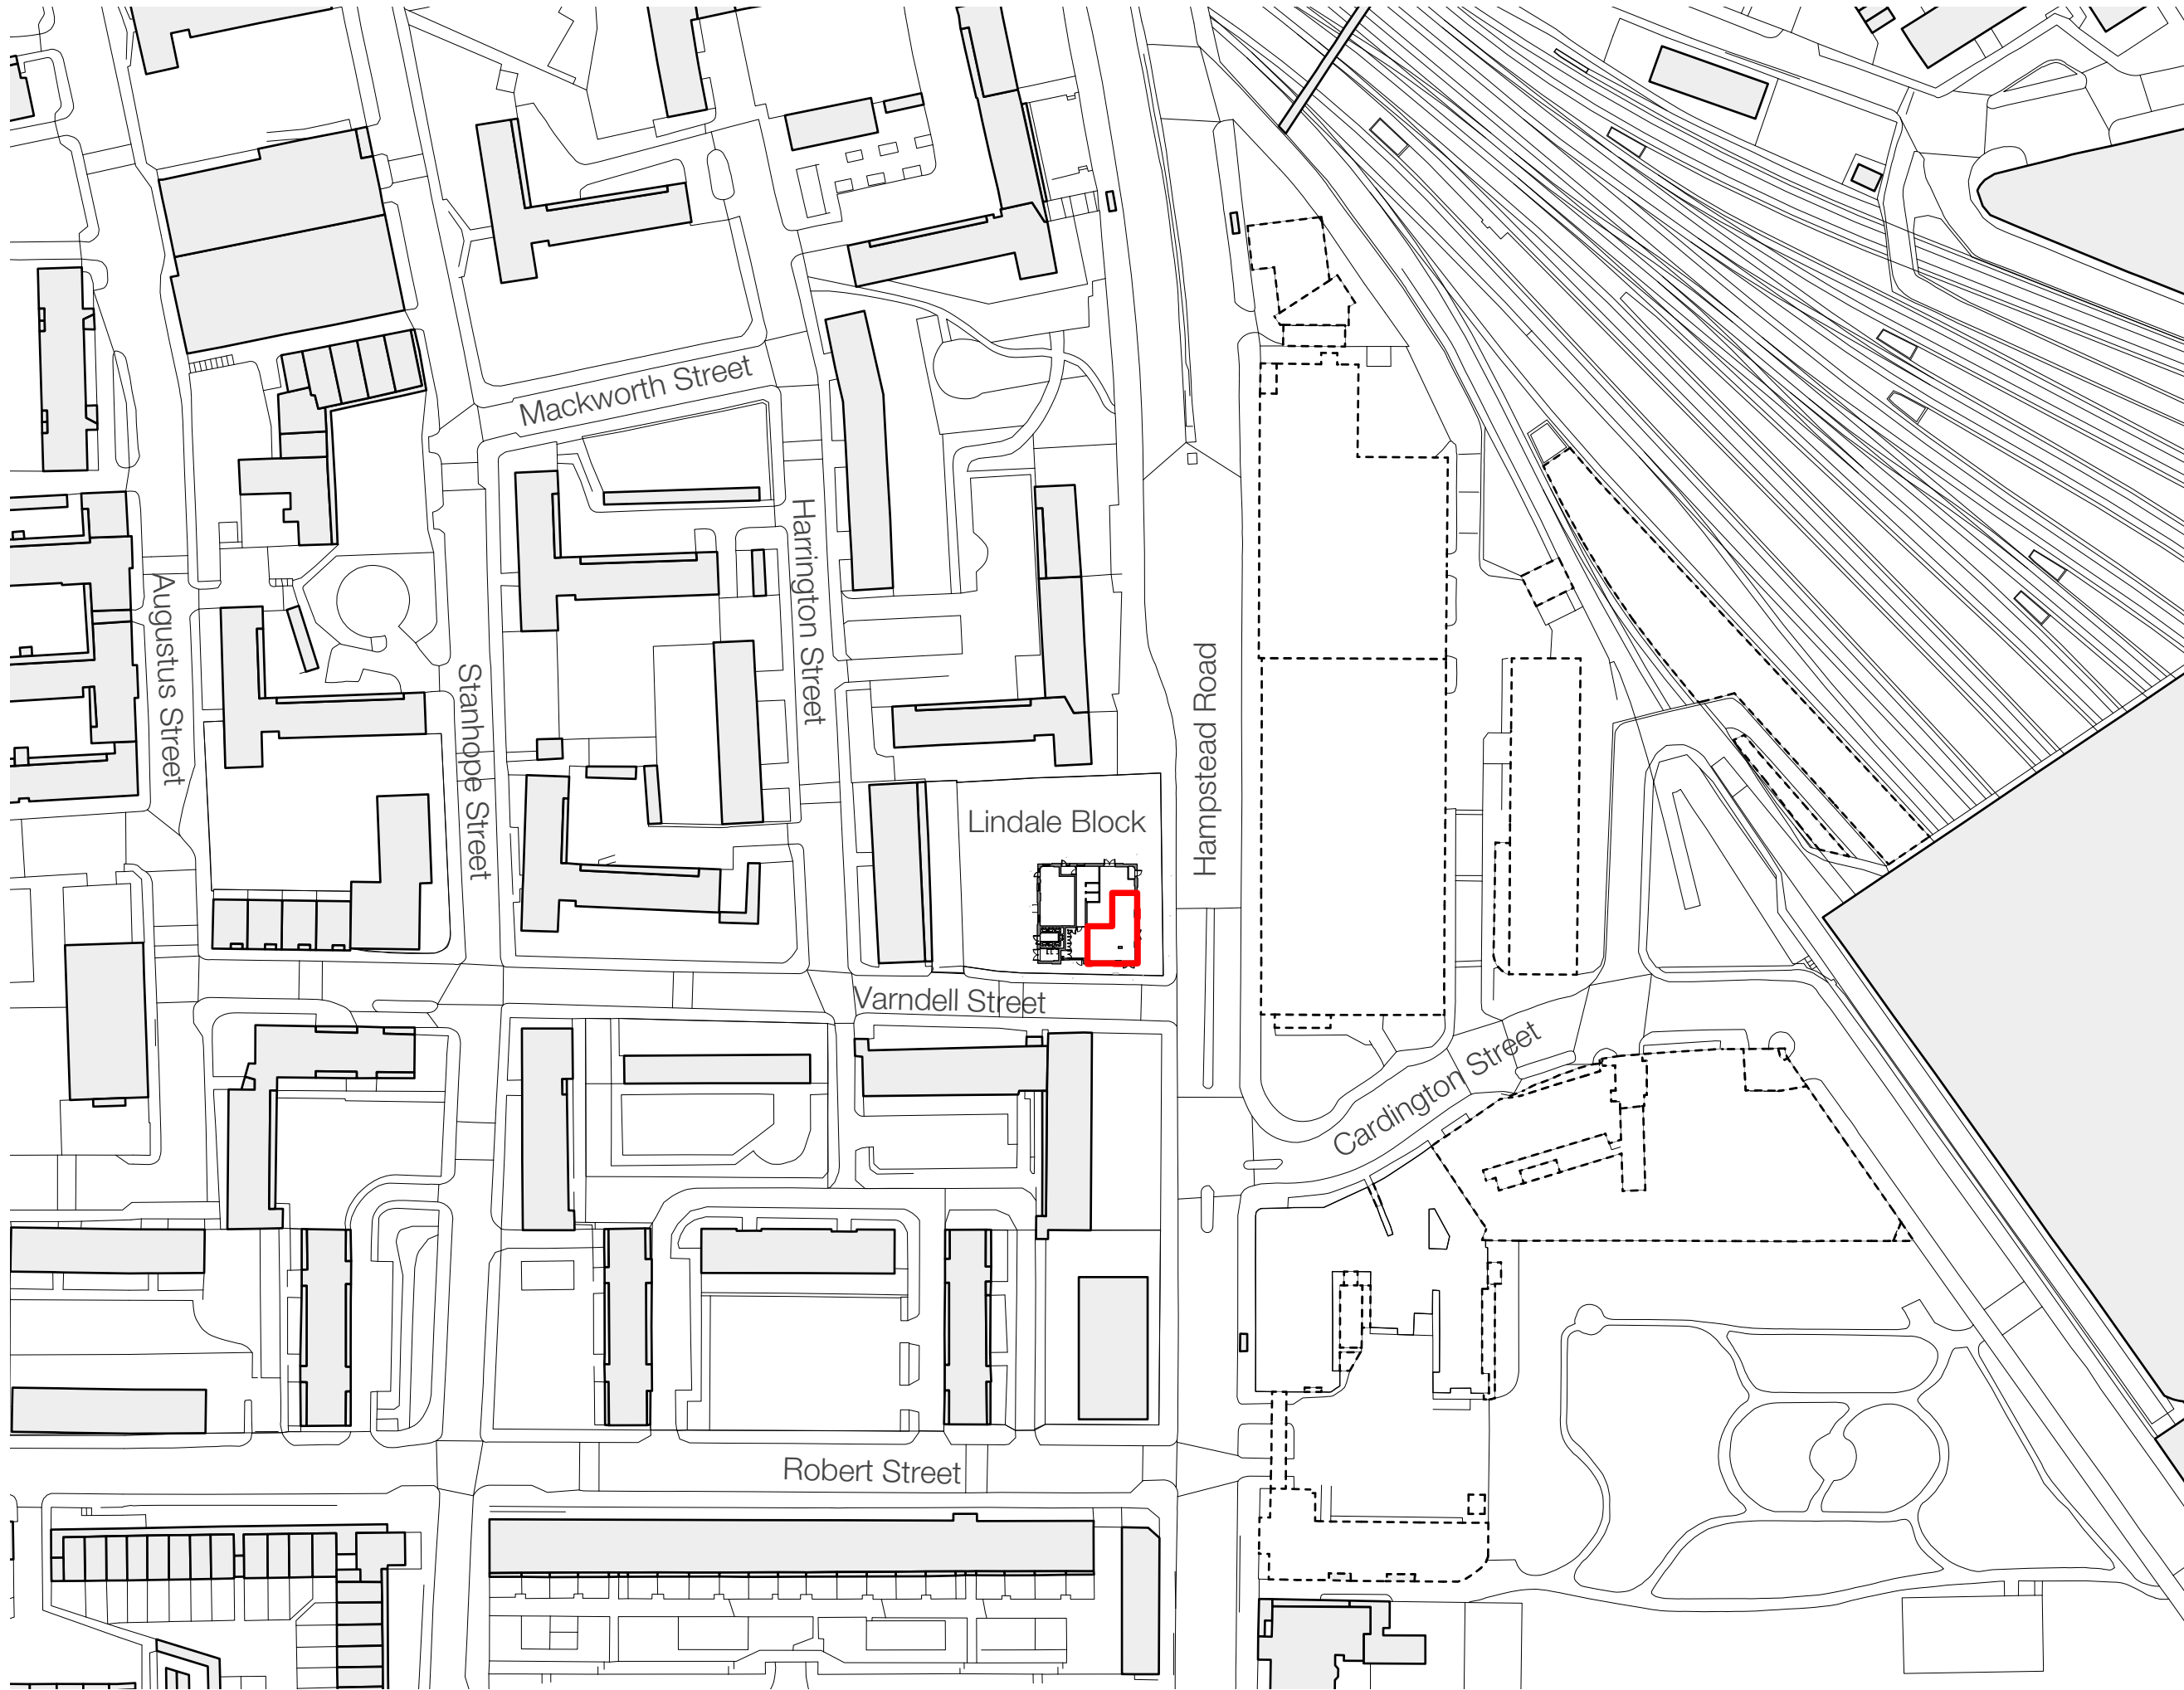 Mackworth Street
Harrington Street
Augustus Street
Stanhope Street
Hampstead Road
Lindale Block
Varndell Street
Cardington Street
Robert Street